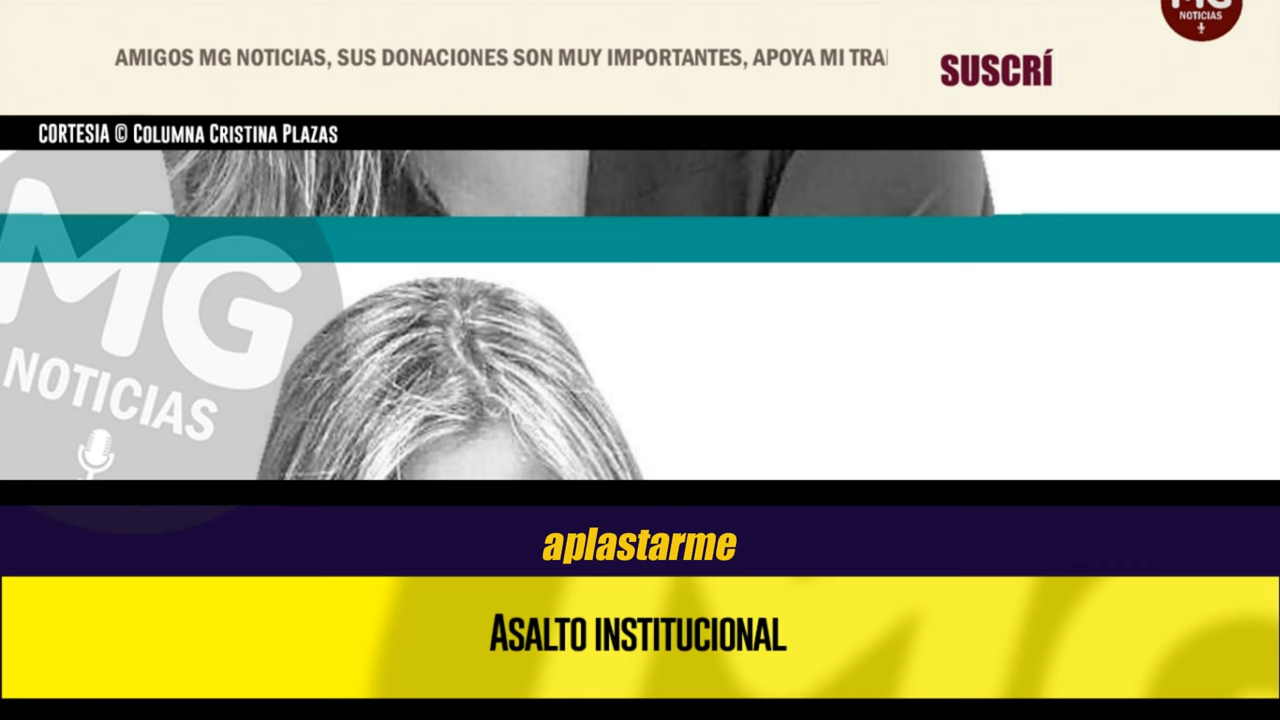 MG
NOTICIAS
AMIGOS MG NOTICIAS, SUS DONACIONES SON MUY IMPORTANTES, APOYA MI TRA
SUSCRÍ
CORTESIA © COLUMNA CRISTINA PLAZAS
MG
NOTICIAS
aplastarme
ASALTO INSTITUCIONAL